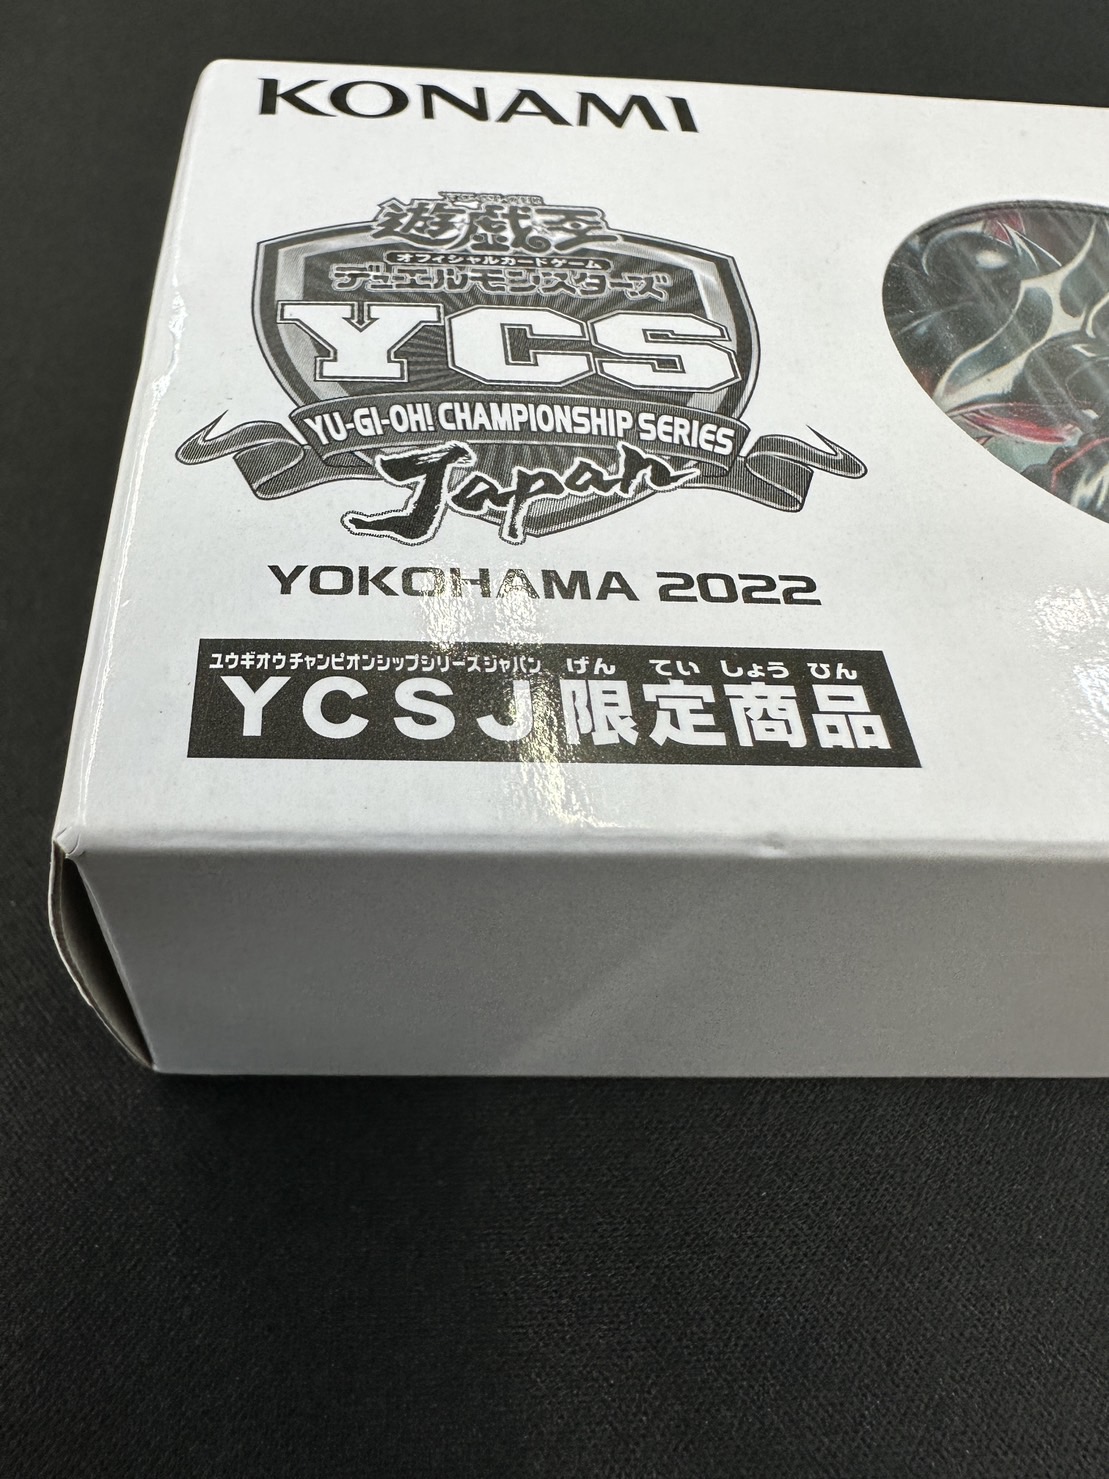 KONAMI
遊戯王
オフィシャルカードゲーム
デュエルモンスターズ
YCS
YU-GI-OH! CHAMPIONSHIP SERIES
Japan
YOKOHAMA 2022
ユウギオウチャンピオンシップシリーズジャパン げん てい しょう ひん
YCSJ限定商品